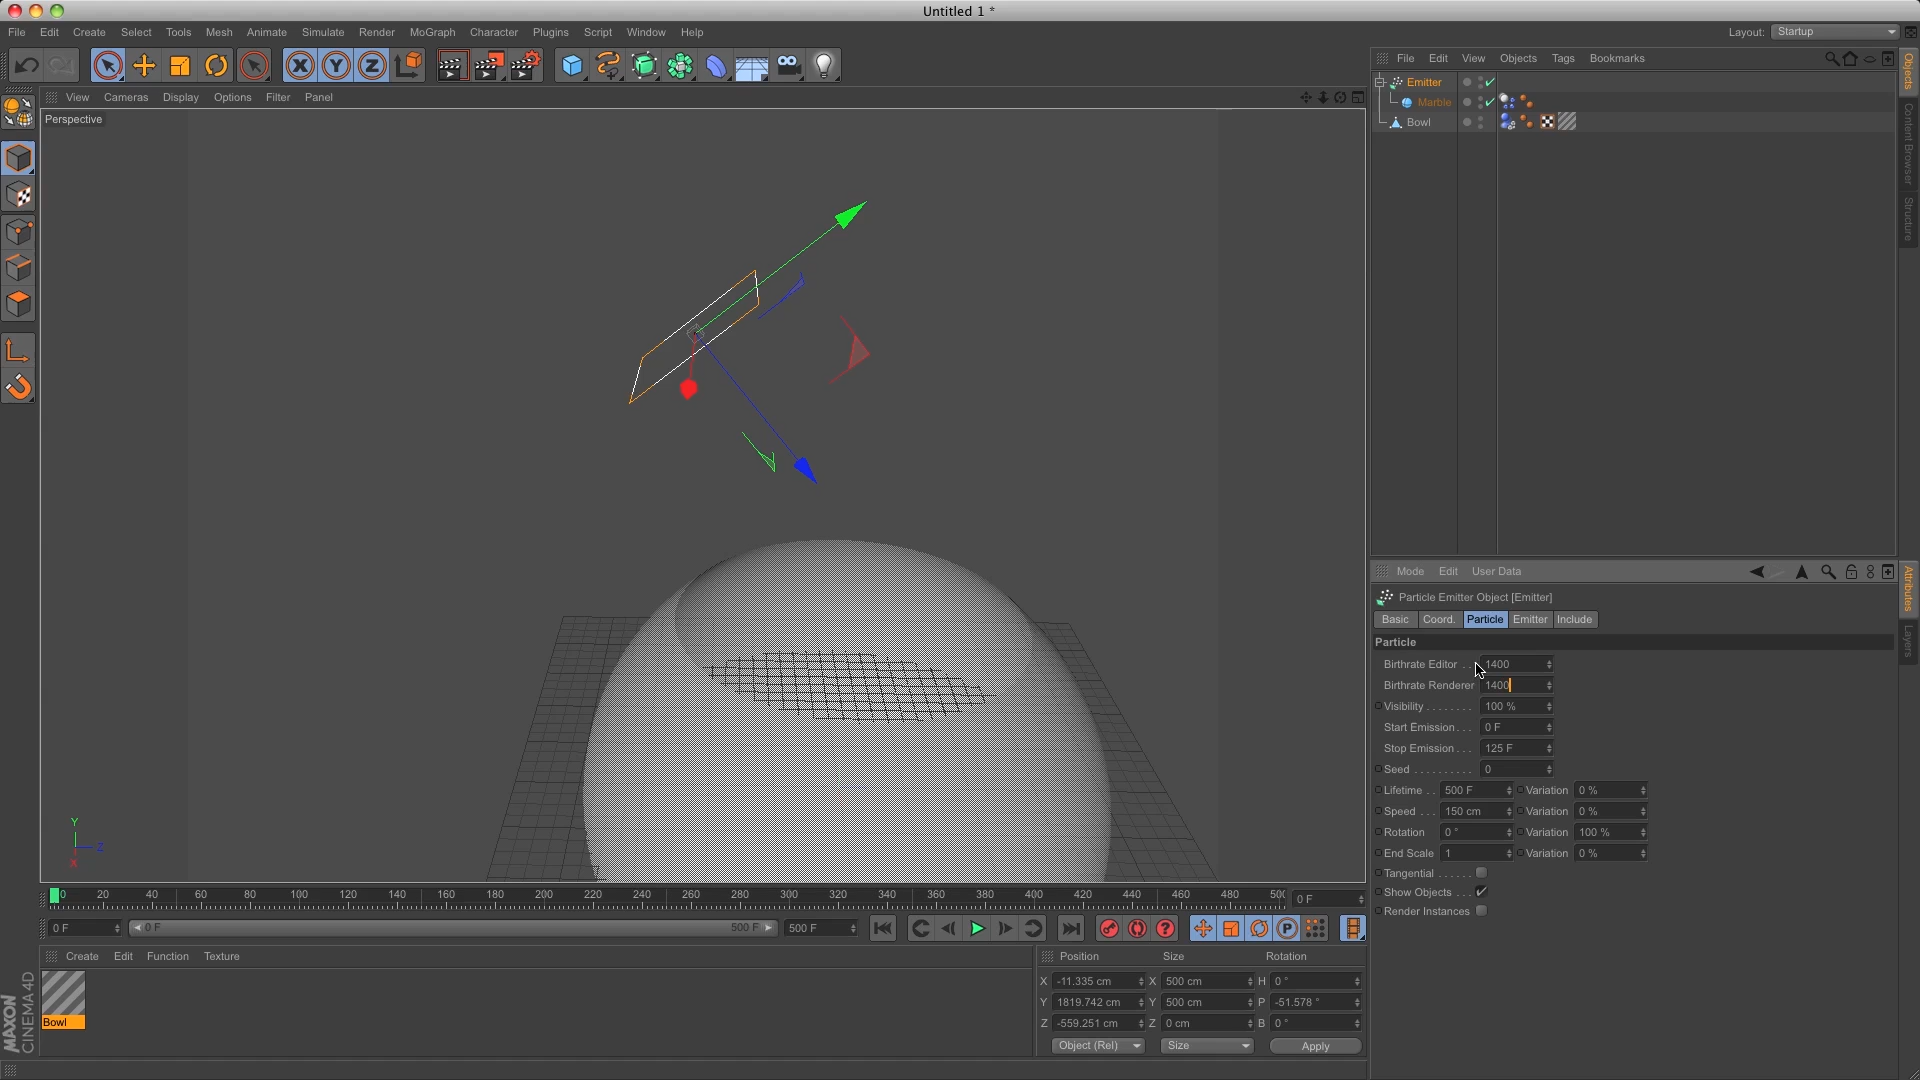 Untitled 1 *
File Edit Create Select Tools Mesh Animate Simulate Render MoGraph Character Plugins Script Window Help
Layout: Startup
View Cameras Display Options Filter Panel
Perspective
File Edit View Objects Tags Bookmarks
Emitter
Marble
Bowl
Objects
Content Browser
Structure
Mode Edit User Data
Particle Emitter Object [Emitter]
Basic Coord. Particle Emitter Include
Particle
Birthrate Editor . . 1400
Birthrate Renderer 1400
Visibility . . . . . . . . 100 %
Start Emission . . . 0 F
Stop Emission . . . 125 F
Seed . . . . . . . . . . 0
Lifetime . . 500 F Variation 0 %
Speed . . . 150 cm Variation 0 %
Rotation 0 ° Variation 100 %
End Scale 1 Variation 0 %
Tangential . . . . . .
Show Objects . . .
Render Instances
Attributes
Layers
X Y Z
Y
Z
X
0 20 40 60 80 100 120 140 160 180 200 220 240 260 280 300 320 340 360 380 400 420 440 460 480 500
0 F
0 F 0 F 500 F 500 F
Create Edit Function Texture
Bowl
MAXON
CINEMA 4D
Position Size Rotation
X -11.335 cm X 500 cm H 0 °
Y 1819.742 cm Y 500 cm P -51.578 °
Z -559.251 cm Z 0 cm B 0 °
Object (Rel) Size Apply